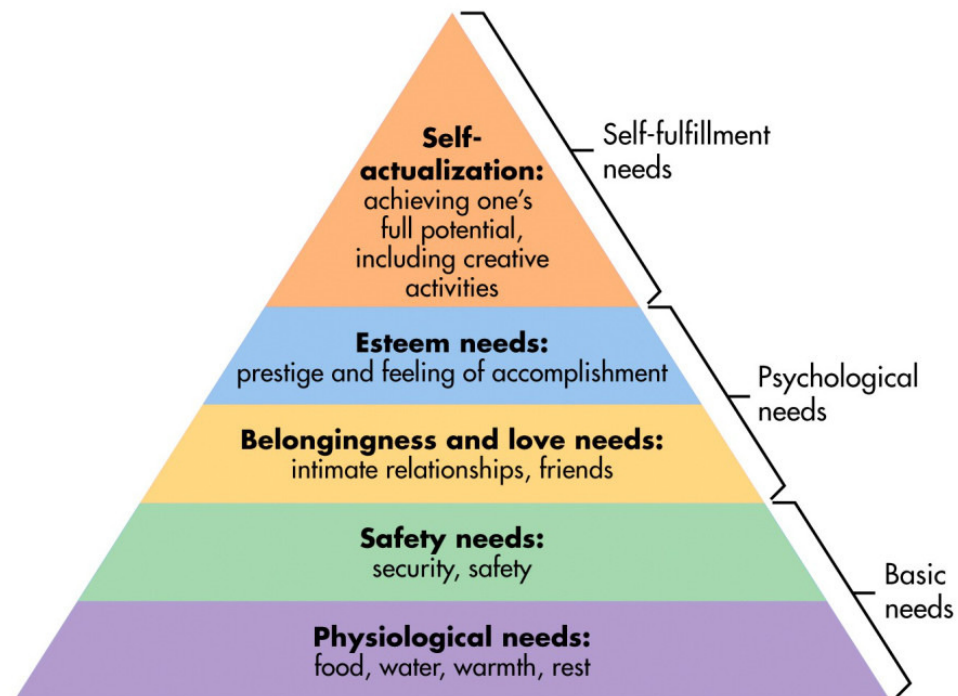 Self-
actualization:
achieving one's
full potential,
including creative
activities
Self-fulfillment
needs
Esteem needs:
prestige and feeling of accomplishment
Psychological
needs
Belongingness and love needs:
intimate relationships, friends
Safety needs:
security, safety
Basic
needs
Physiological needs:
food, water, warmth, rest